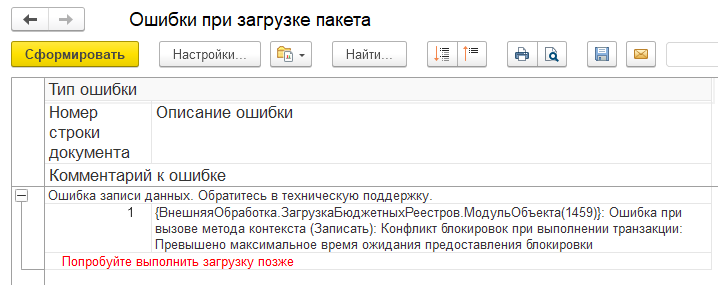 Ошибки при загрузке пакета
Сформировать
Настройки...
Найти...
Тип ошибки
Номер
строки
документа
Описание ошибки
Комментарий к ошибке
Ошибка записи данных. Обратитесь в техническую поддержку.
1
{ВнешняяОбработка.ЗагрузкаБюджетныхРеестров.МодульОбъекта(1459)}: Ошибка при
вызове метода контекста (Записать): Конфликт блокировок при выполнении транзакции:
Превышено максимальное время ожидания предоставления блокировки
Попробуйте выполнить загрузку позже